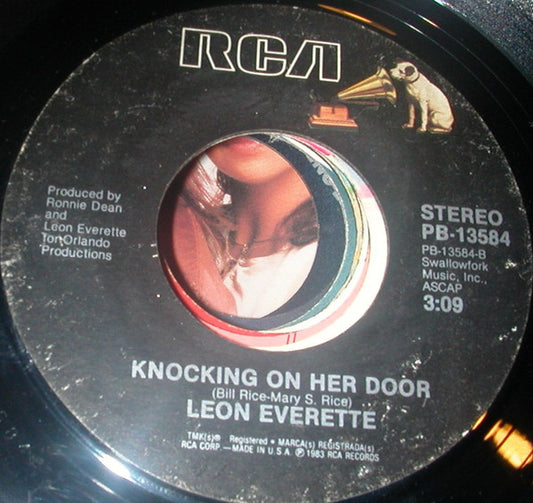 RCA
Produced by
Ronnie Dean
and
Leon Everette
TonOrlando
Productions
STEREO
PB-13584
PB-13584-B
Swallowfork
Music, Inc.,
ASCAP
3:09
KNOCKING ON HER DOOR
(Bill Rice-Mary S. Rice)
LEON EVERETTE
TMK(s)® Registered • MARCA(s) REGISTRADA(s)
RCA CORP.—MADE IN U.S.A. ℗1983 RCA RECORDS